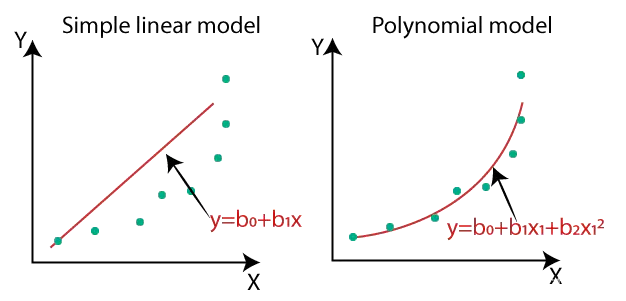 Simple linear model
Y
y=b₀+b₁x
X
Polynomial model
Y
y=b₀+b₁x₁+b₂x₁²
X